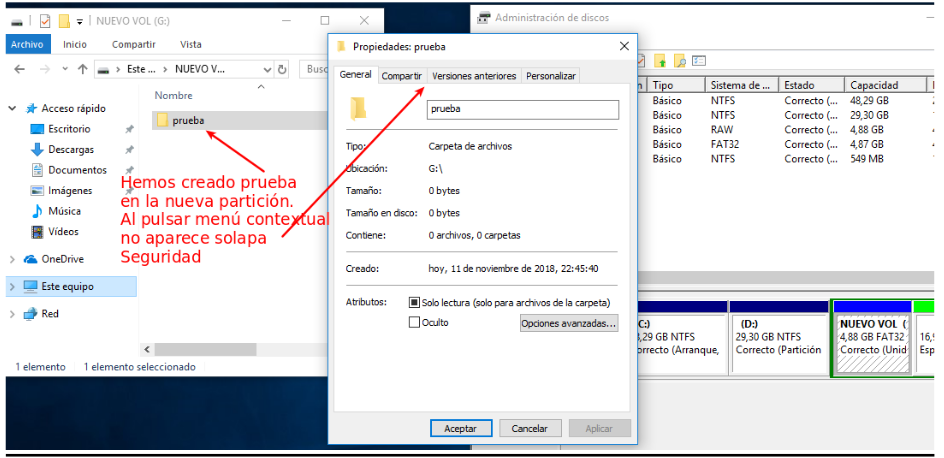 NUEVO VOL (G:)
Archivo Inicio Compartir Vista
Este ... > NUEVO V...
Busc
Acceso rápido
Escritorio
Descargas
Documentos
Imágenes
Música
Vídeos
OneDrive
Este equipo
Red
Nombre
prueba
Hemos creado prueba
en la nueva partición.
Al pulsar menú contextual
no aparece solapa
Seguridad
1 elemento 1 elemento seleccionado
Propiedades: prueba
General Compartir Versiones anteriores Personalizar
prueba
Tipo: Carpeta de archivos
Ubicación: G:\
Tamaño: 0 bytes
Tamaño en disco: 0 bytes
Contiene: 0 archivos, 0 carpetas
Creado: hoy, 11 de noviembre de 2018, 22:45:40
Atributos: Solo lectura (solo para archivos de la carpeta)
Oculto Opciones avanzadas...
Aceptar Cancelar Aplicar
Administración de discos
Tipo Sistema de ... Estado Capacidad
Básico NTFS Correcto (... 48,29 GB
Básico NTFS Correcto (... 29,30 GB
Básico RAW Correcto (... 4,88 GB
Básico FAT32 Correcto (... 4,87 GB
Básico NTFS Correcto (... 549 MB
C:)
,29 GB NTFS
orrecto (Arranque,
(D:)
29,30 GB NTFS
Correcto (Partición
NUEVO VOL (
4,88 GB FAT32
Correcto (Unid
16,
Esp